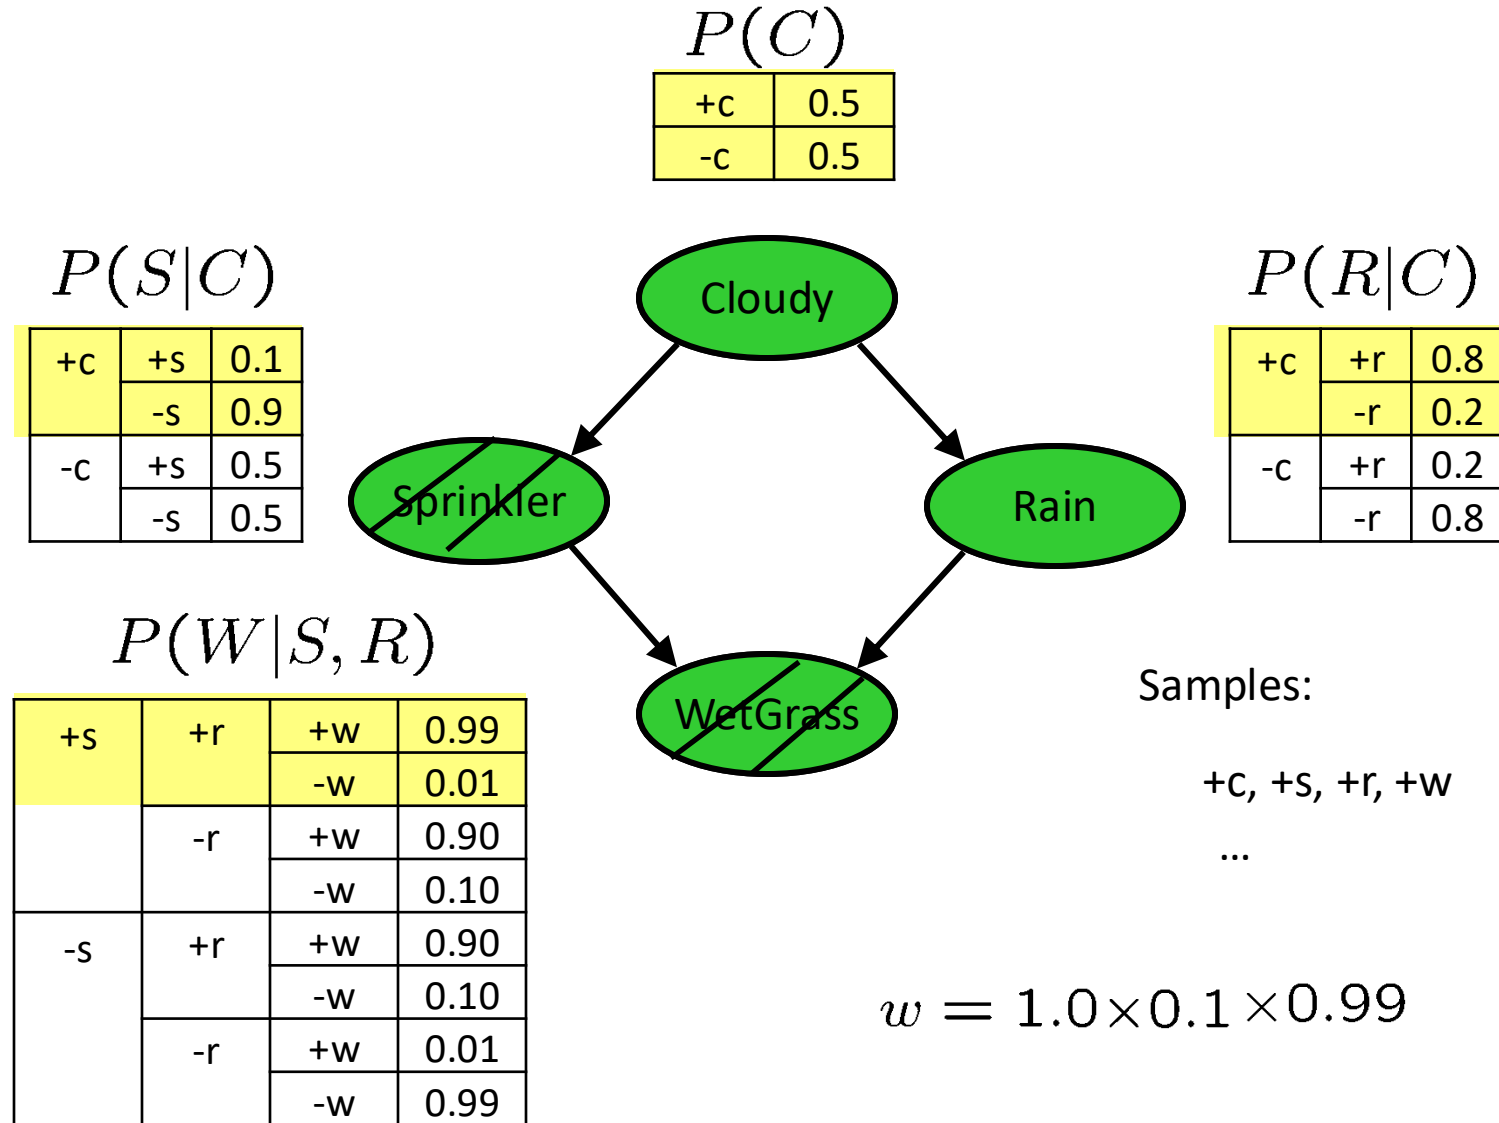 P(C)
+c 0.5
-c 0.5
P(S|C)
+c +s 0.1
-s 0.9
-c +s 0.5
-s 0.5
Cloudy
P(R|C)
+c +r 0.8
-r 0.2
-c +r 0.2
-r 0.8
Sprinkler
Rain
P(W|S, R)
+s +r +w 0.99
-w 0.01
-r +w 0.90
-w 0.10
-s +r +w 0.90
-w 0.10
-r +w 0.01
-w 0.99
WetGrass
Samples:
+c, +s, +r, +w
...
w = 1.0×0.1×0.99